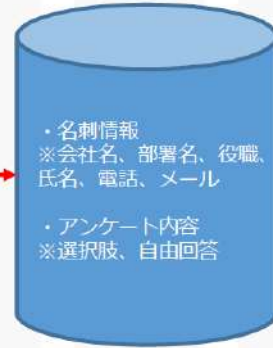 ・名刺情報
※会社名、部署名、役職、
氏名、電話、メール
・アンケート内容
※選択肢、自由回答